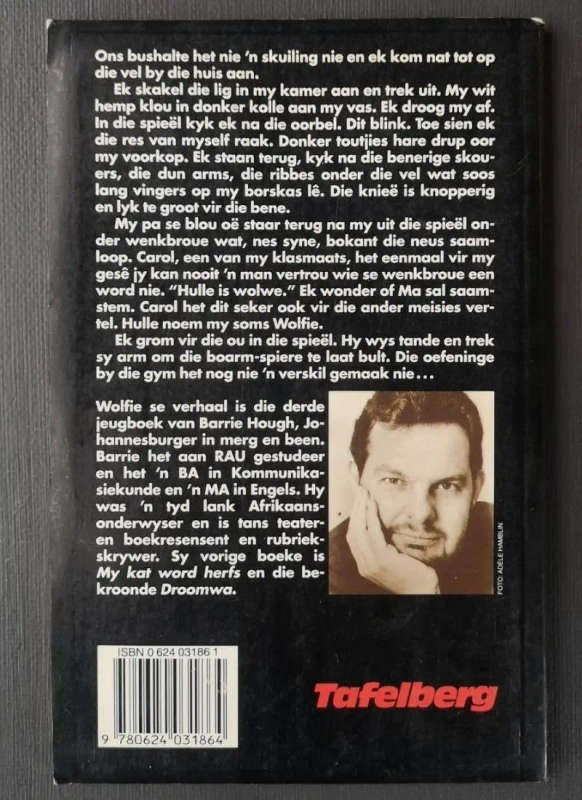 Ons bushalte het nie 'n skuiling nie en ek kom nat tot op
die vel by die huis aan.
Ek skakel die lig in my kamer aan en trek uit. My wit
hemp klou in donker kolle aan my vas. Ek droog my af.
In die spieël kyk ek na die oorbel. Dit blink. Toe sien ek
die res van myself raak. Donker toutjies hare drup oor
my voorkop. Ek staan terug, kyk na die benerige skou-
ers, die dun arms, die ribbes onder die vel wat soos
lang vingers op my borskas lê. Die knieë is knopperig
en lyk te groot vir die bene.
My pa se blou oë staar terug na my uit die spieël on-
der wenkbroue wat, nes syne, bokant die neus saam-
loop. Carol, een van my klasmaats, het eenmaal vir my
gesê jy kan nooit 'n man vertrou wie se wenkbroue een
word nie. "Hulle is wolwe." Ek wonder of Ma sal saam-
stem. Carol het dit seker ook vir die ander meisies ver-
tel. Hulle noem my soms Wolfie.
Ek grom vir die ou in die spieël. Hy wys tande en trek
sy arm om die boarm-spiere te laat bult. Die oefeninge
by die gym het nog nie 'n verskil gemaak nie...
Wolfie se verhaal is die derde
jeugboek van Barrie Hough, Jo-
hannesburger in merg en been.
Barrie het aan RAU gestudeer
en het 'n BA in Kommunika-
siekunde en 'n MA in Engels. Hy
was 'n tyd lank Afrikaans-
onderwyser en is tans teater-
en boekresensent en rubriek-
skrywer. Sy vorige boeke is
My kat word herfs en die be-
kroonde Droomwa.
FOTO: ADÈLE HAMBLIN
ISBN 0 624 03186 1
9 780624 031864
Tafelberg